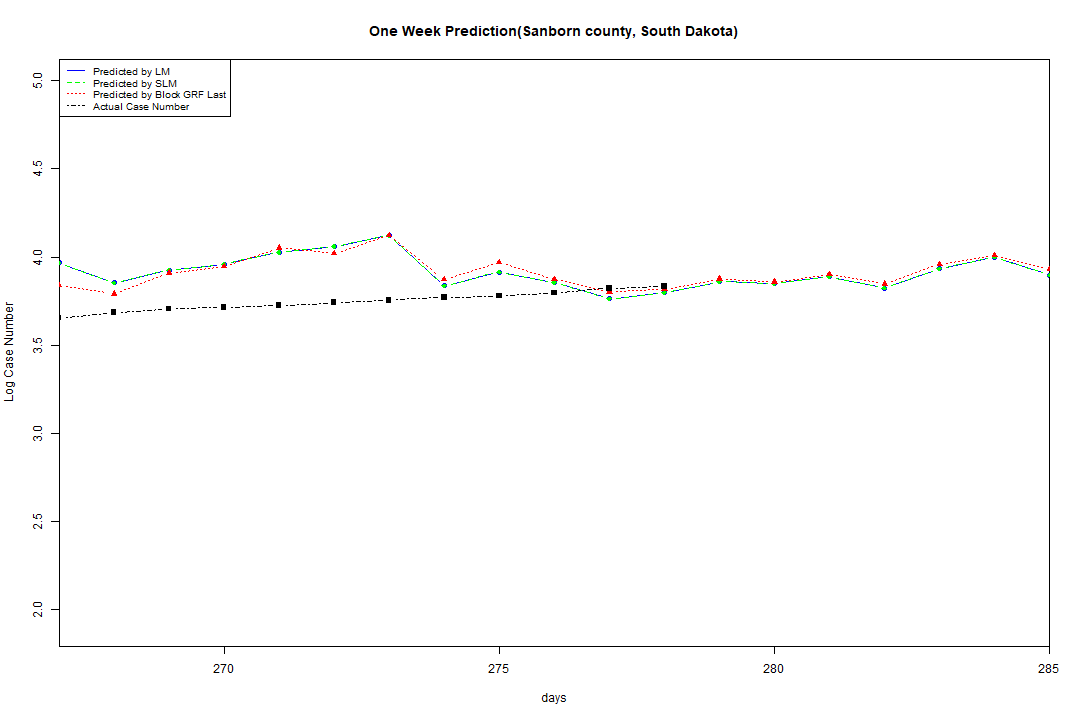 One Week Prediction(Sanborn county, South Dakota)
Predicted by LM
Predicted by SLM
Predicted by Block GRF Last
Actual Case Number
5.0
4.5
4.0
3.5
3.0
2.5
2.0
Log Case Number
270 275 280 285
days